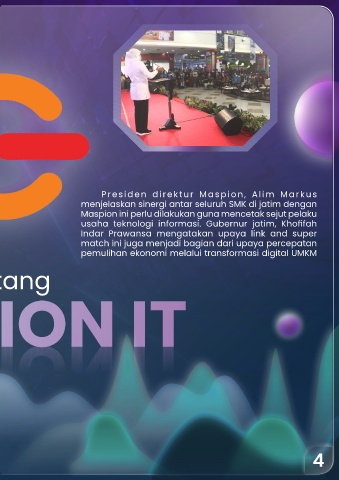 Presiden direktur Maspion, Alim Markus
menjelaskan sinergi antar seluruh SMK di jatim dengan
Maspion ini perlu dilakukan guna mencetak sejut pelaku
usaha teknologi informasi. Gubernur jatim, Khofifah
Indar Prawansa mengatakan upaya link and super
match ini juga menjadi bagian dari upaya percepatan
pemulihan ekonomi melalui transformasi digital UMKM
tang
ION IT
4